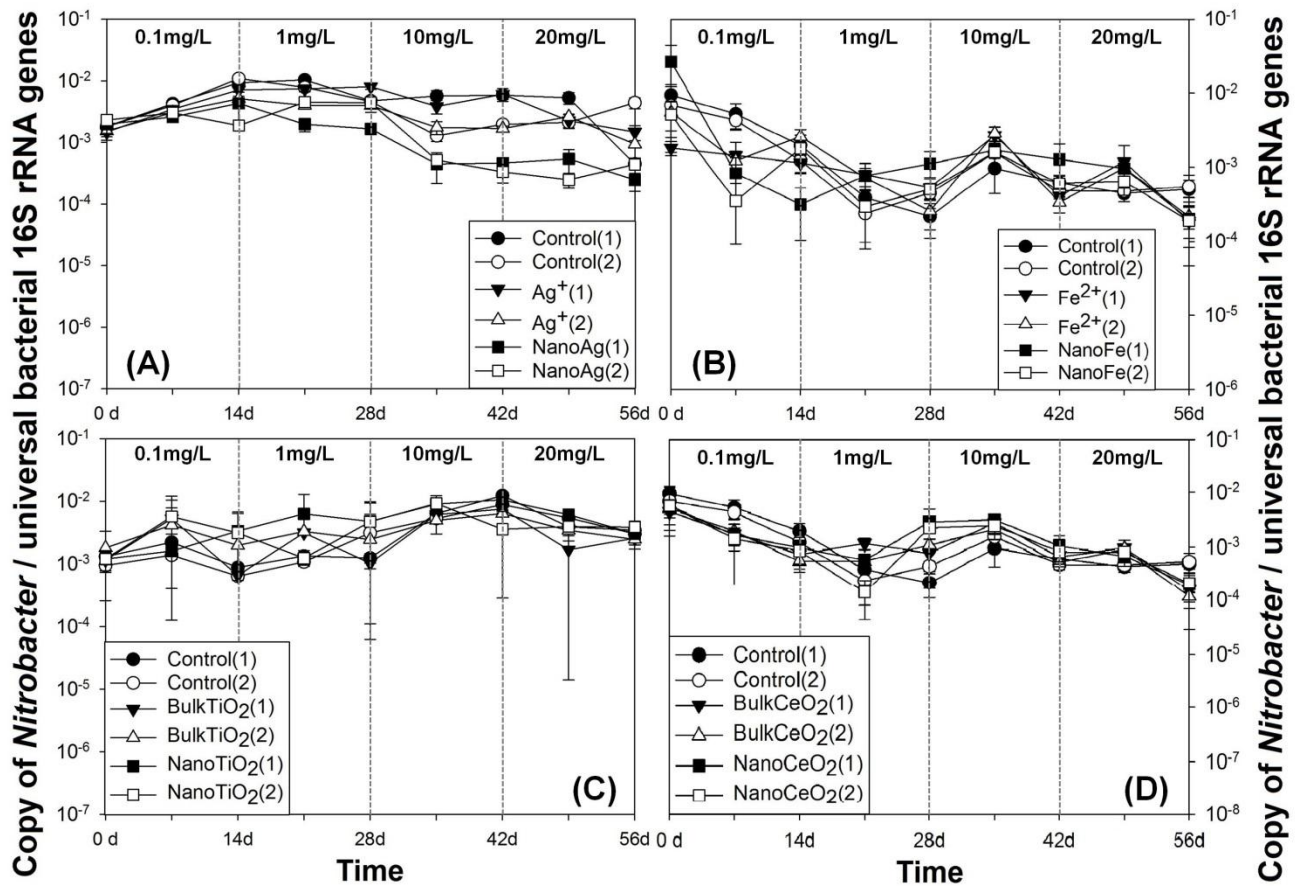 Copy of Nitrobacter / universal bacterial 16S rRNA genes
10⁻¹
10⁻²
10⁻³
10⁻⁴
10⁻⁵
10⁻⁶
10⁻⁷
0.1mg/L 1mg/L 10mg/L 20mg/L
Control(1)
Control(2)
Ag⁺(1)
Ag⁺(2)
NanoAg(1)
NanoAg(2)
(A)
0 d 14d 28d 42d 56d
0.1mg/L 1mg/L 10mg/L 20mg/L
Control(1)
Control(2)
Fe²⁺(1)
Fe²⁺(2)
NanoFe(1)
NanoFe(2)
(B)
10⁻¹
10⁻²
10⁻³
10⁻⁴
10⁻⁵
10⁻⁶
0 d 14d 28d 42d 56d
10⁻¹
10⁻²
10⁻³
10⁻⁴
10⁻⁵
10⁻⁶
10⁻⁷
0.1mg/L 1mg/L 10mg/L 20mg/L
Control(1)
Control(2)
BulkTiO₂(1)
BulkTiO₂(2)
NanoTiO₂(1)
NanoTiO₂(2)
(C)
0 d 14d 28d 42d 56d
Time
0.1mg/L 1mg/L 10mg/L 20mg/L
Control(1)
Control(2)
BulkCeO₂(1)
BulkCeO₂(2)
NanoCeO₂(1)
NanoCeO₂(2)
(D)
10⁻¹
10⁻²
10⁻³
10⁻⁴
10⁻⁵
10⁻⁶
10⁻⁷
10⁻⁸
0 d 14d 28d 42d 56d
Time
Copy of Nitrobacter / universal bacterial 16S rRNA genes